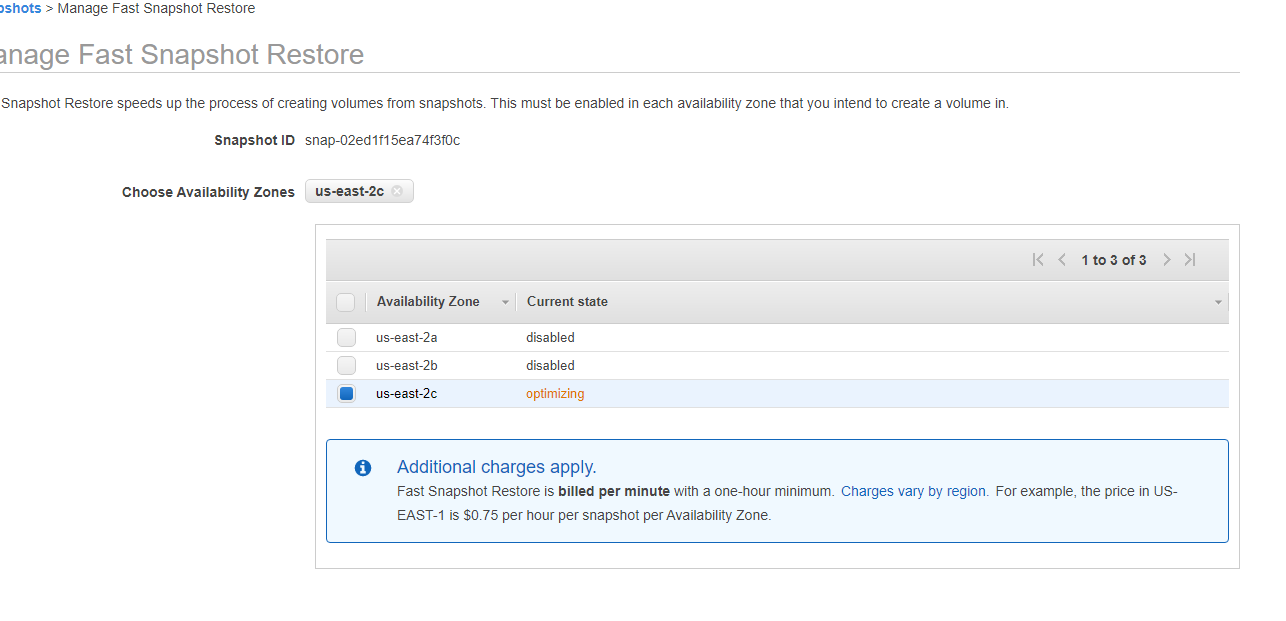 pshots > Manage Fast Snapshot Restore
anage Fast Snapshot Restore
Snapshot Restore speeds up the process of creating volumes from snapshots. This must be enabled in each availability zone that you intend to create a volume in.
Snapshot ID snap-02ed1f15ea74f3f0c
Choose Availability Zones us-east-2c
1 to 3 of 3
Availability Zone Current state
us-east-2a disabled
us-east-2b disabled
us-east-2c optimizing
Additional charges apply.
Fast Snapshot Restore is billed per minute with a one-hour minimum. Charges vary by region. For example, the price in US-
EAST-1 is $0.75 per hour per snapshot per Availability Zone.